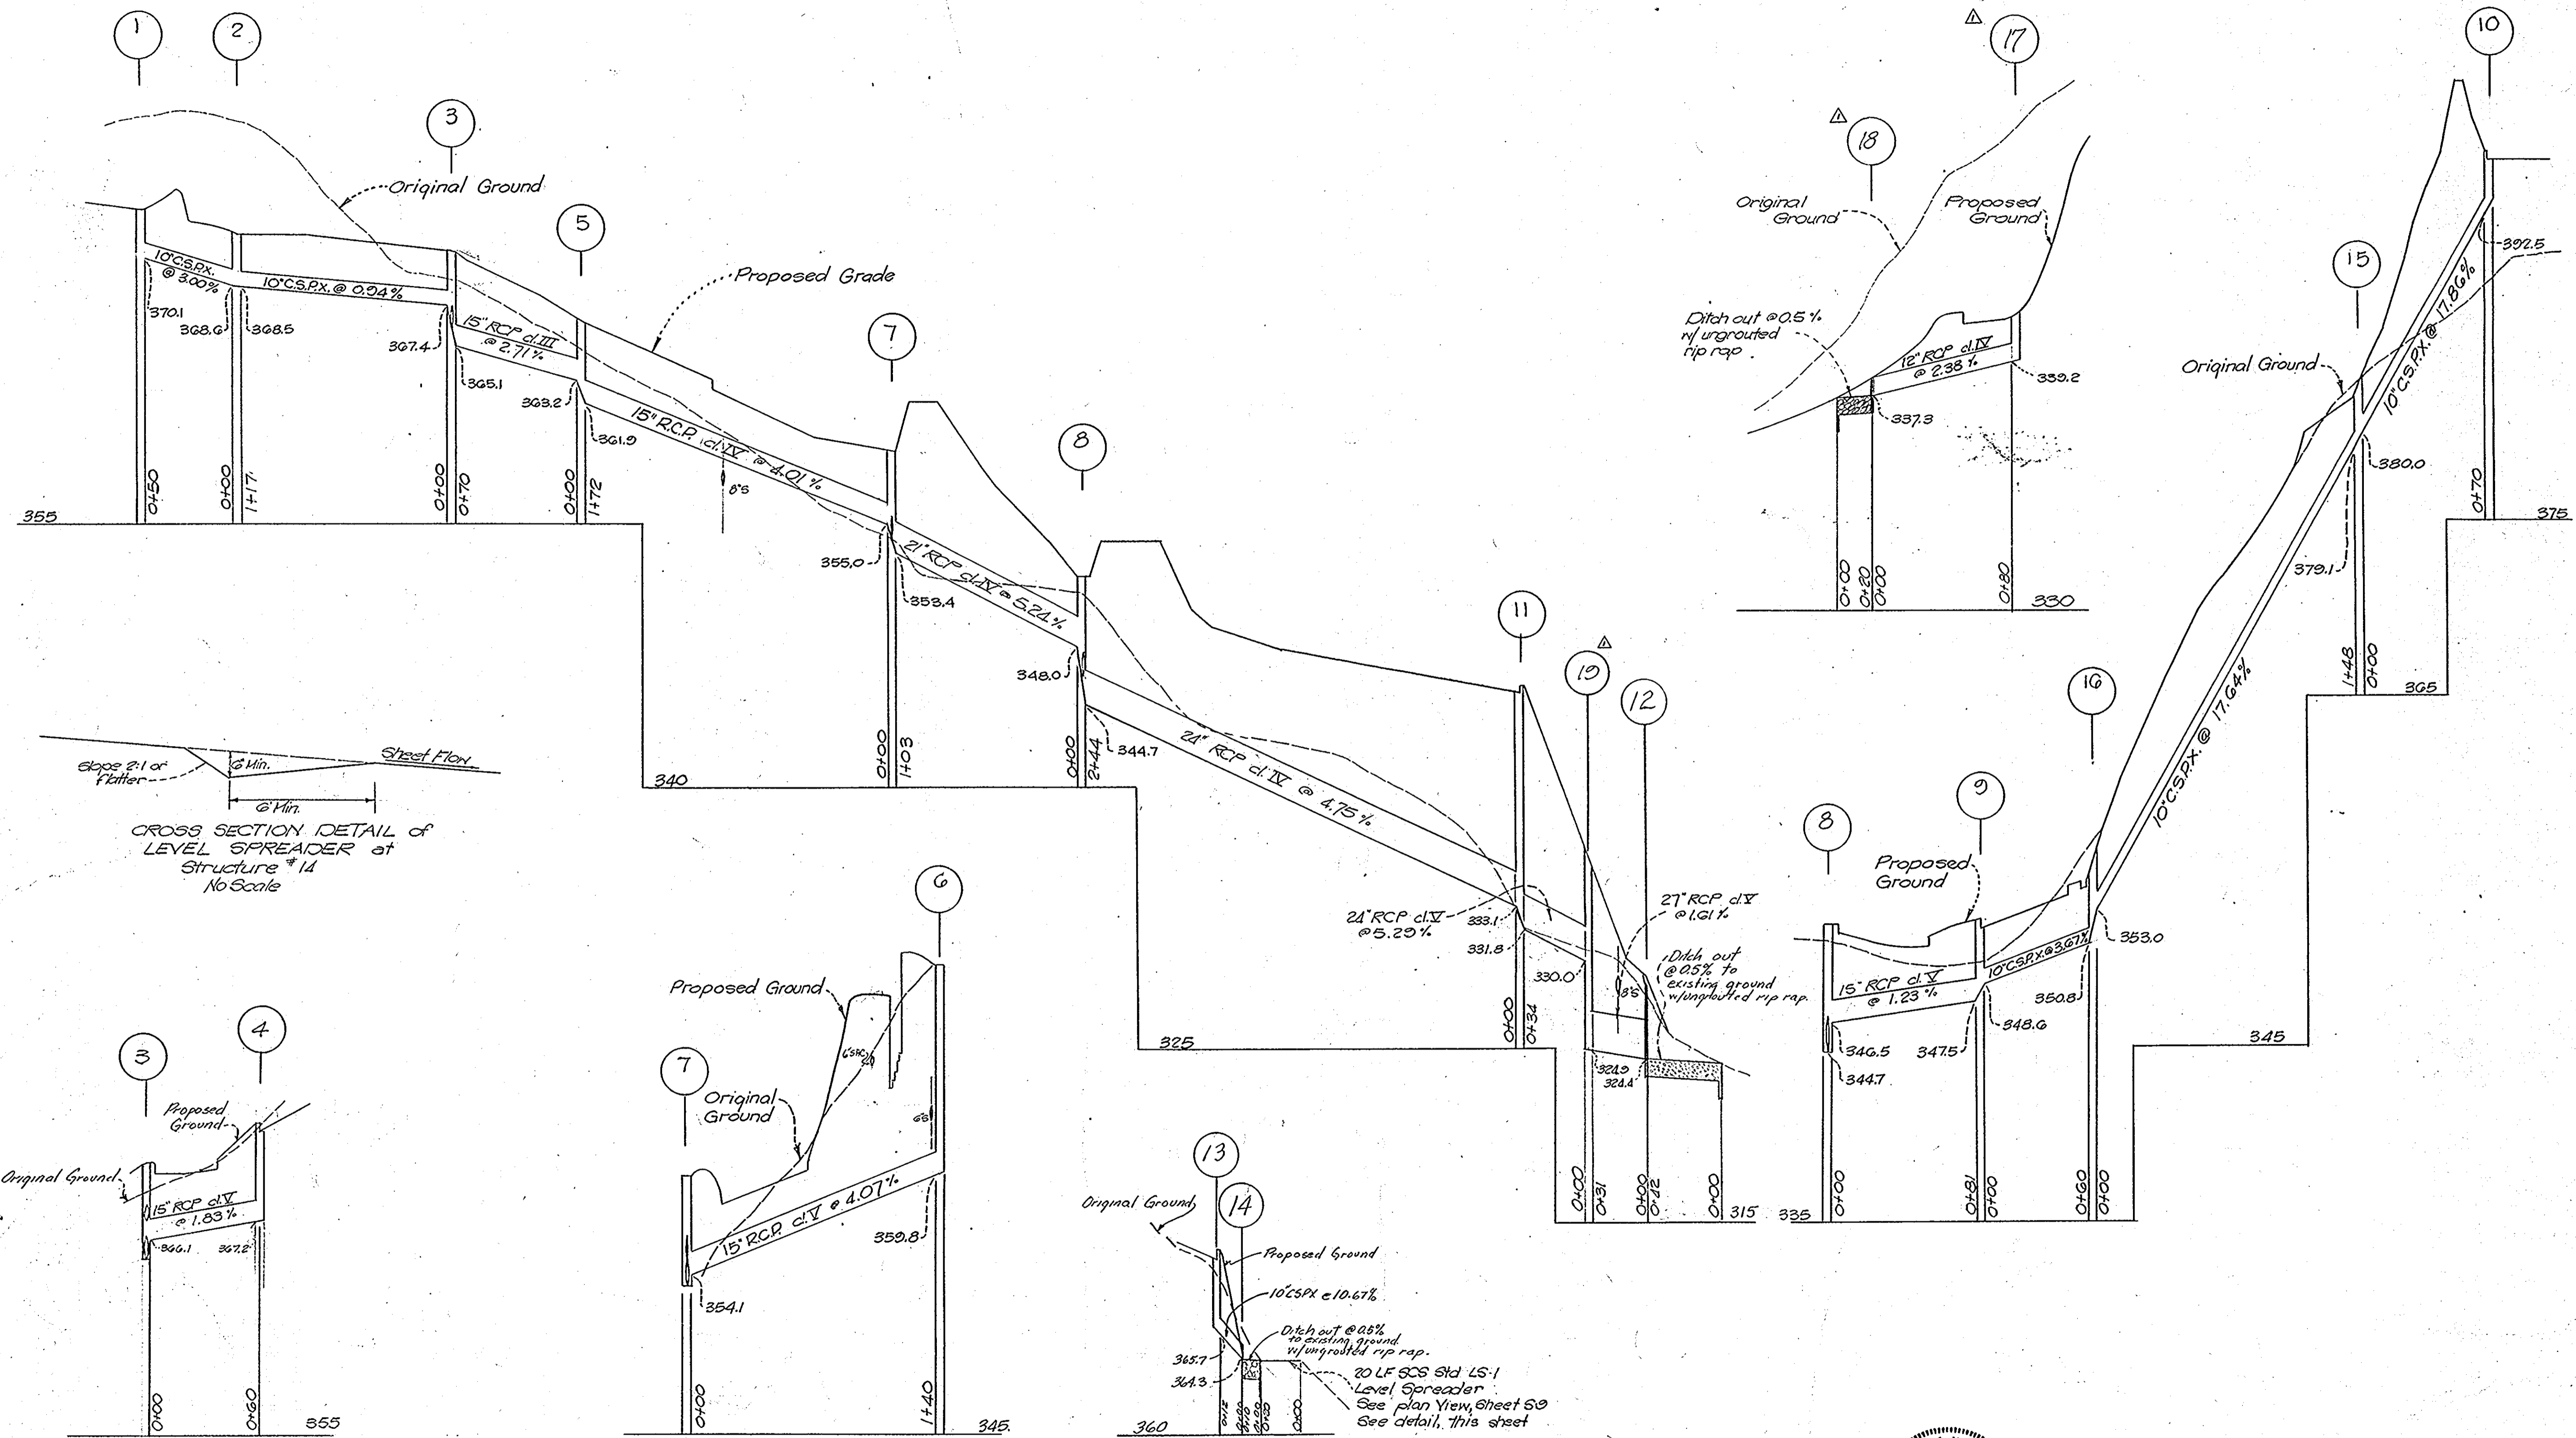 1
2
3
Original Ground
5
Proposed Grade
7
8
10" C.S.P.X.
@ 3.00%
10" C.S.P.X. @ 0.94%
370.1
368.6
368.5
367.4
15" RCP cl. III
@ 2.71%
365.1
363.2
361.9
15" R.C.P. cl. IV @ 4.01%
8"S
0+50
0+00
1+17
0+00
0+70
0+00
1+72
355
355.0
353.4
21" RCP cl. IV @ 5.24%
348.0
344.7
0+00
1+03
0+00
2+44
340
24" RCP cl. IV @ 4.75%
11
19
12
24" RCP cl. V
@ 5.29%
333.1
331.8
330.0
27" RCP cl. V
@ 1.61%
8"S
Ditch out
@ 0.5% to
existing ground
w/ungrouted rip rap.
324.9
324.4
0+00
0+34
325
0+00
0+31
0+00
0+42
0+00
315
17
18
Original
Ground
Proposed
Ground
Ditch out @ 0.5%
w/ ungrouted
rip rap
12" RCP cl. IV
@ 2.38%
339.2
337.3
0+00
0+20
0+00
0+80
330
10
15
16
9
8
Original Ground
392.5
10" C.S.P.X. @ 17.86%
380.0
379.1
0+70
375
1+48
0+00
365
10" C.S.P.X. @ 17.64%
Proposed
Ground
15" RCP cl. V
@ 1.23%
10" C.S.P.X. @ 3.67%
353.0
350.8
348.6
347.5
346.5
344.7
345
335
0+00
0+81
0+00
0+60
0+00
Slope 2:1 or
flatter
6" Min.
Sheet Flow
6' Min.
CROSS SECTION DETAIL of
LEVEL SPREADER at
Structure #14
No Scale
3
4
Proposed
Ground
Original Ground
15" RCP cl. V
@ 1.83%
366.1
367.2
0+00
0+60
355
6
7
Proposed Ground
Original
Ground
6"S
15" R.C.P. cl. V @ 4.07%
359.8
354.1
0+00
1+40
345.
13
14
Original Ground
Proposed Ground
10" CSPX @ 10.67%
Ditch out @ 0.5%
to existing ground
w/ungrouted rip rap.
365.7
364.3
20 LF SCS Std LS-1
Level Spreader
See plan View, Sheet S9
See detail, this sheet
0+12
0+00
0+10
0+00
360